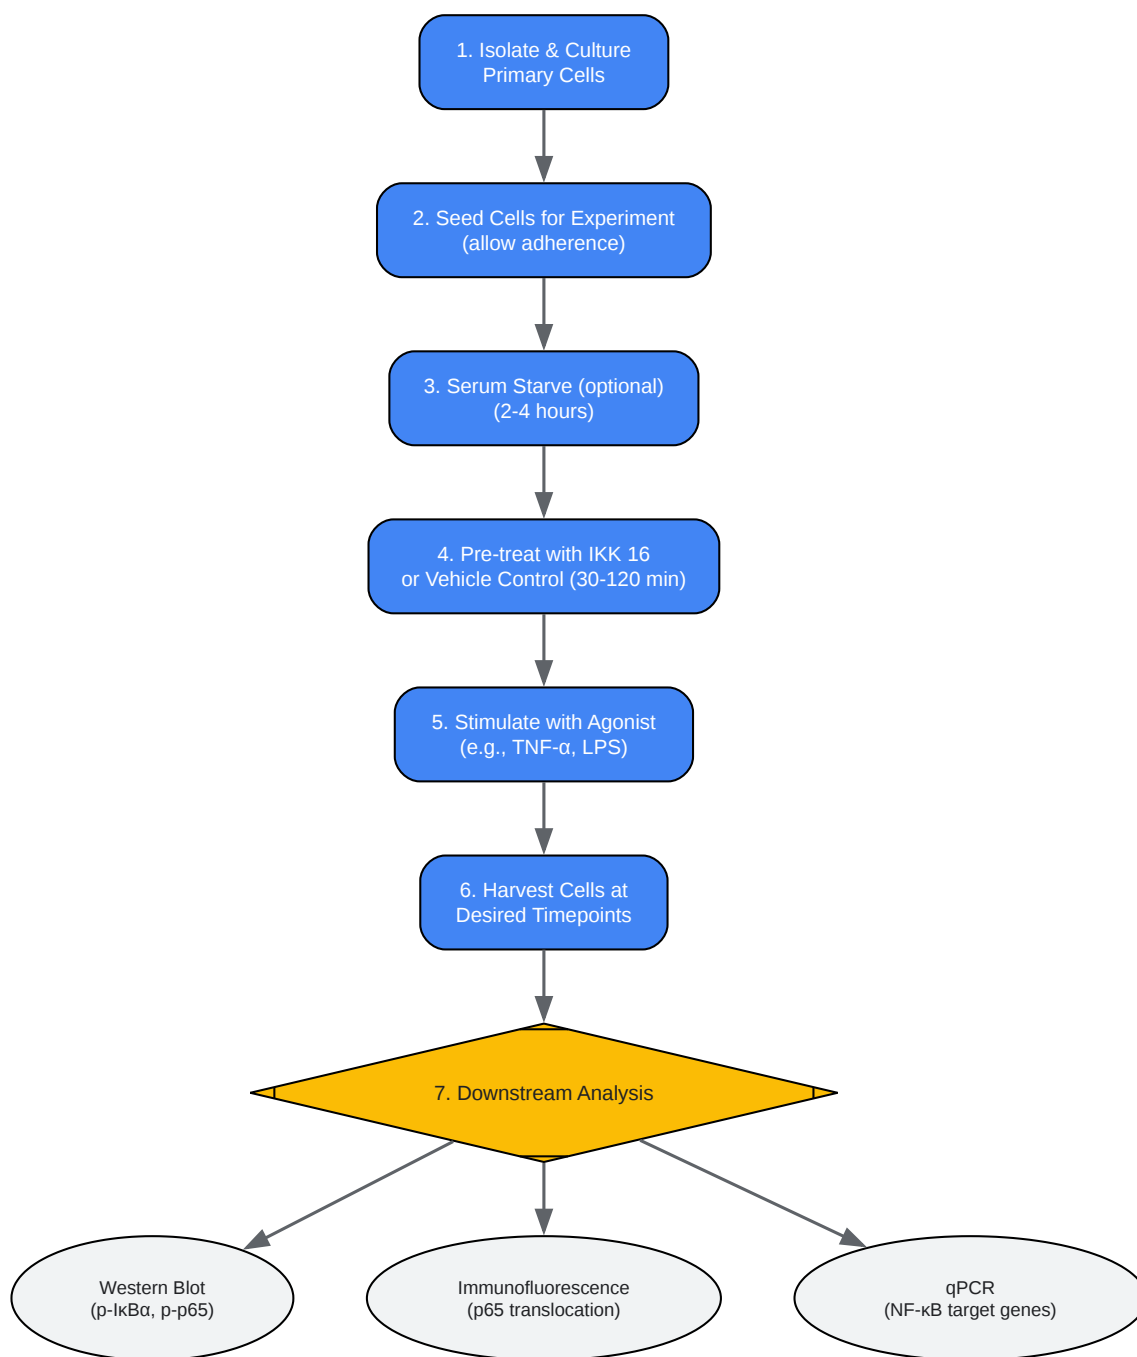 1. Isolate & Culture
Primary Cells
2. Seed Cells for Experiment
(allow adherence)
3. Serum Starve (optional)
(2-4 hours)
4. Pre-treat with IKK 16
or Vehicle Control (30-120 min)
5. Stimulate with Agonist
(e.g., TNF-α, LPS)
6. Harvest Cells at
Desired Timepoints
7. Downstream Analysis
Western Blot
(p-IκBα, p-p65)
Immunofluorescence
(p65 translocation)
qPCR
(NF-κB target genes)